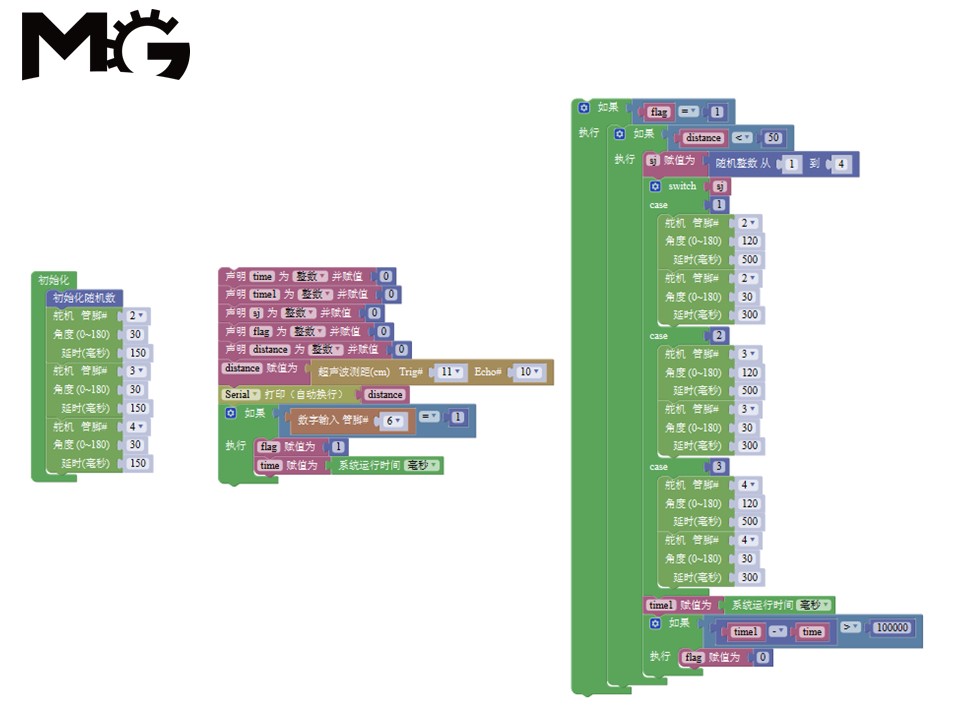 MG
初始化
初始化随机数
舵机 管脚# 2
角度(0~180) 30
延时(毫秒) 150
舵机 管脚# 3
角度(0~180) 30
延时(毫秒) 150
舵机 管脚# 4
角度(0~180) 30
延时(毫秒) 150
声明 time 为 整数 并赋值 0
声明 time1 为 整数 并赋值 0
声明 sj 为 整数 并赋值 0
声明 flag 为 整数 并赋值 0
声明 distance 为 整数 并赋值 0
distance 赋值为 超声波测距(cm) Trig# 11 Echo# 10
Serial 打印（自动换行） distance
如果 数字输入 管脚# 6 = 1
执行 flag 赋值为 1
time 赋值为 系统运行时间 毫秒
如果 flag = 1
执行 如果 distance < 50
执行 sj 赋值为 随机整数 从 1 到 4
switch sj
case 1
舵机 管脚# 2
角度(0~180) 120
延时(毫秒) 500
舵机 管脚# 2
角度(0~180) 30
延时(毫秒) 300
case 2
舵机 管脚# 3
角度(0~180) 120
延时(毫秒) 500
舵机 管脚# 3
角度(0~180) 30
延时(毫秒) 300
case 3
舵机 管脚# 4
角度(0~180) 120
延时(毫秒) 500
舵机 管脚# 4
角度(0~180) 30
延时(毫秒) 300
time1 赋值为 系统运行时间 毫秒
如果 time1 - time > 100000
执行 flag 赋值为 0